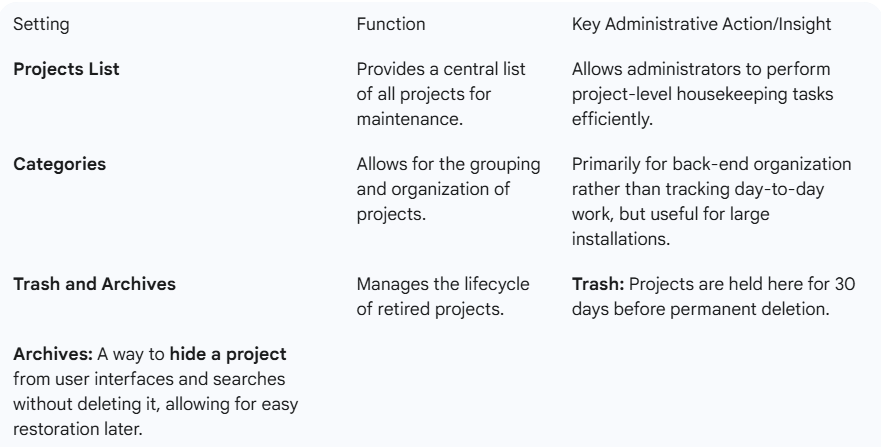 Setting Function Key Administrative Action/Insight
Projects List
Provides a central list
of all projects for
maintenance.
Allows administrators to perform
project-level housekeeping tasks
efficiently.
Categories
Allows for the grouping
and organization of
projects.
Primarily for back-end organization
rather than tracking day-to-day
work, but useful for large
installations.
Trash and Archives
Manages the lifecycle
of retired projects.
Trash: Projects are held here for 30
days before permanent deletion.
Archives: A way to hide a project
from user interfaces and searches
without deleting it, allowing for easy
restoration later.